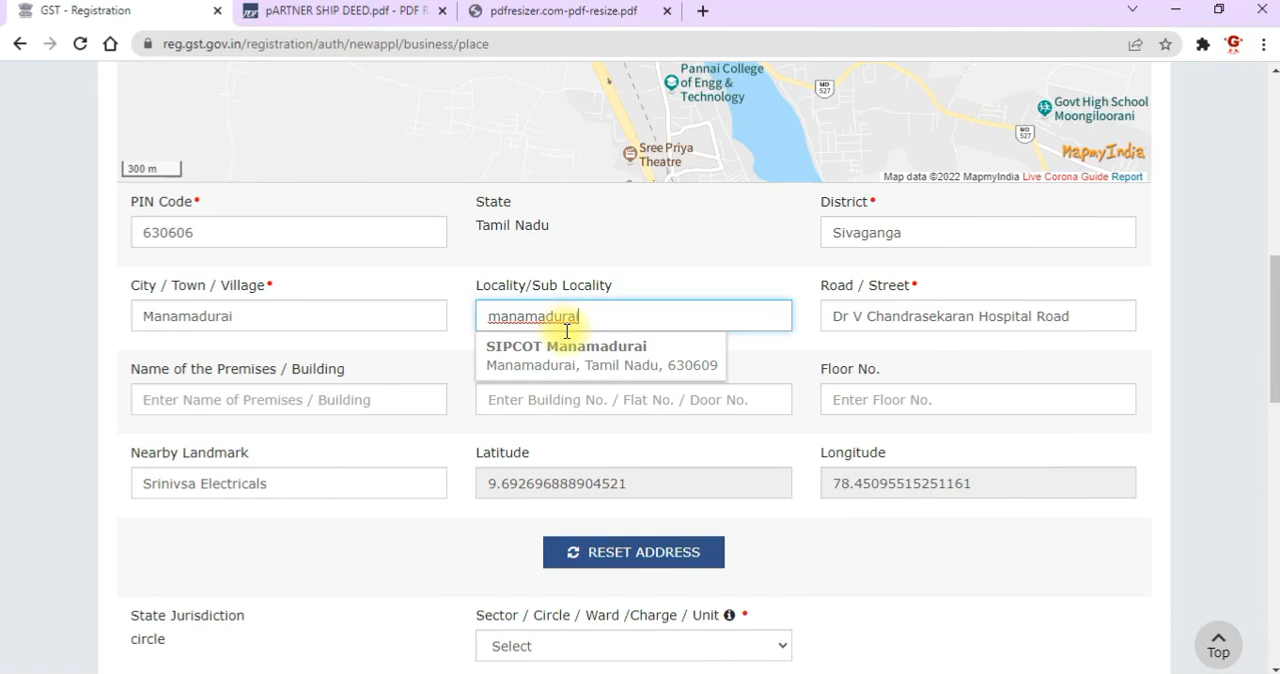 GST - Registration
pARTNER SHIP DEED.pdf - PDF R
pdfresizer.com-pdf-resize.pdf
reg.gst.gov.in/registration/auth/newappl/business/place
Pannai College
of Engg &
Technology
MD
527
Govt High School
Moongiloorani
MD
527
Sree Priya
Theatre
MapmyIndia
300 m
Map data ©2022 MapmyIndia Live Corona Guide Report
PIN Code•
State
District•
630606
Tamil Nadu
Sivaganga
City / Town / Village•
Locality/Sub Locality
Road / Street•
Manamadurai
manamadurai
Dr V Chandrasekaran Hospital Road
SIPCOT Manamadurai
Manamadurai, Tamil Nadu, 630609
Name of the Premises / Building
Floor No.
Enter Name of Premises / Building
Enter Building No. / Flat No. / Door No.
Enter Floor No.
Nearby Landmark
Latitude
Longitude
Srinivsa Electricals
9.692696888904521
78.45095515251161
RESET ADDRESS
State Jurisdiction
Sector / Circle / Ward /Charge / Unit •
circle
Select
Top